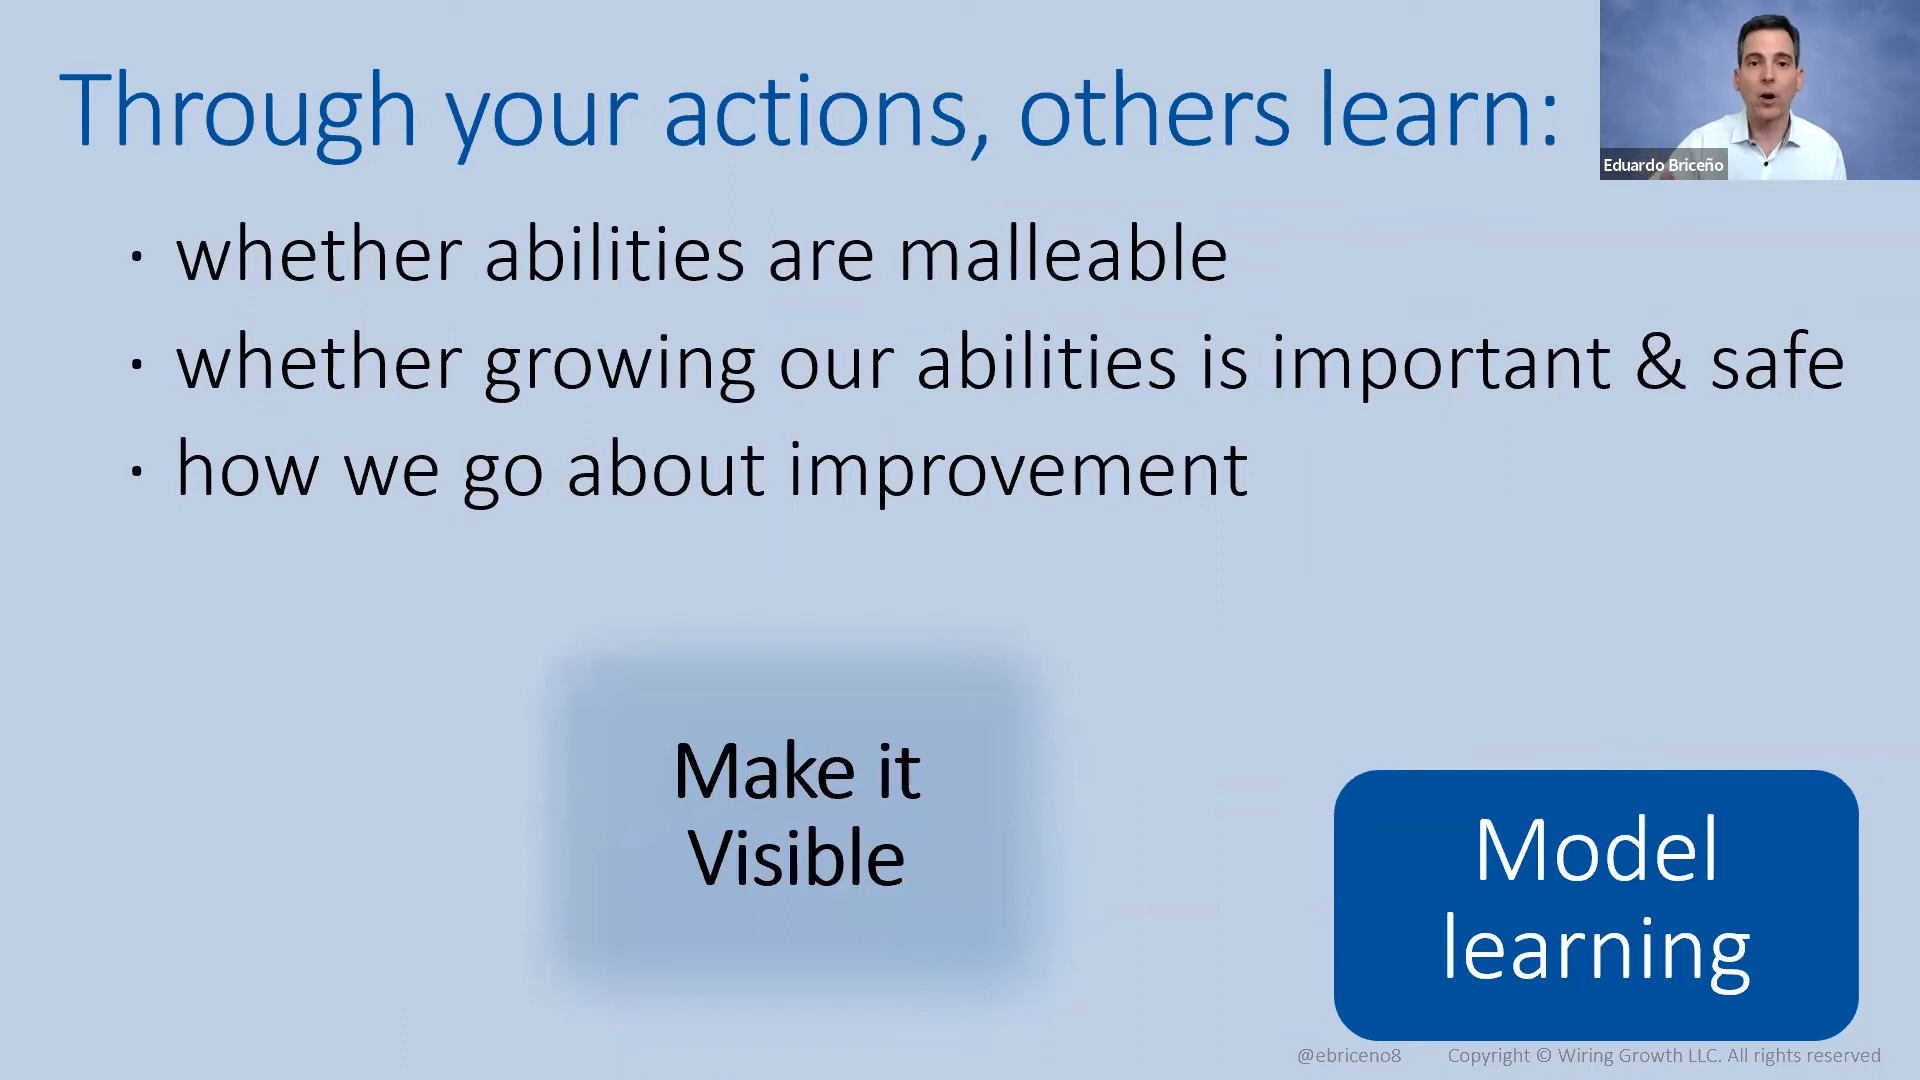 Through your actions, others learn:
Eduardo Briceño
· whether abilities are malleable
· whether growing our abilities is important & safe
· how we go about improvement
Make it
Visible
Model
learning
@ebriceno8 Copyright © Wiring Growth LLC. All rights reserved